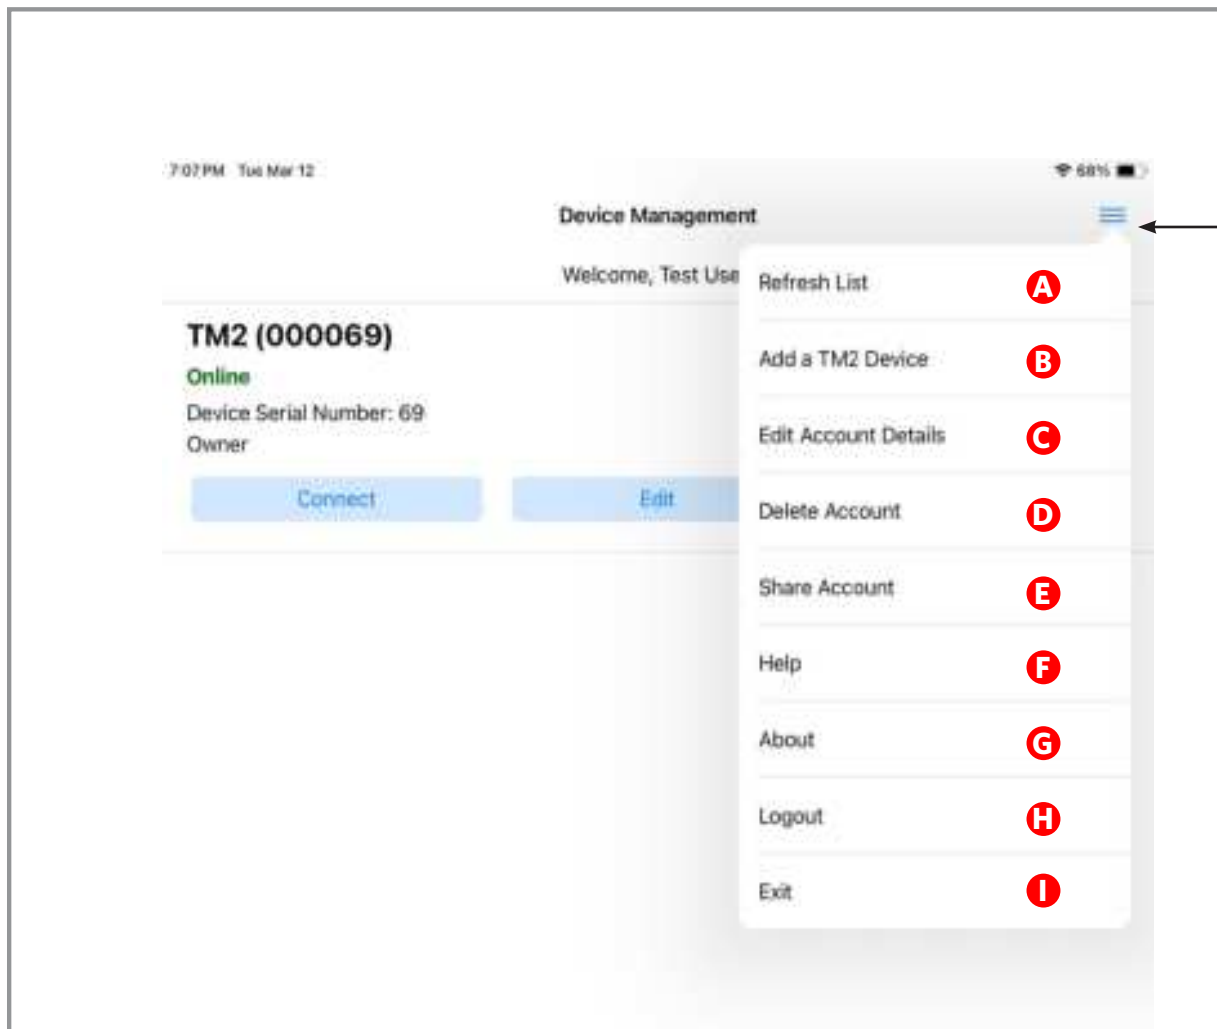 7:07 PM Tue Mar 12
68%
Device Management
Welcome, Test Use
TM2 (000069)
Online
Device Serial Number: 69
Owner
Connect
Edit
Refresh List A
Add a TM2 Device B
Edit Account Details C
Delete Account D
Share Account E
Help F
About G
Logout H
Exit I